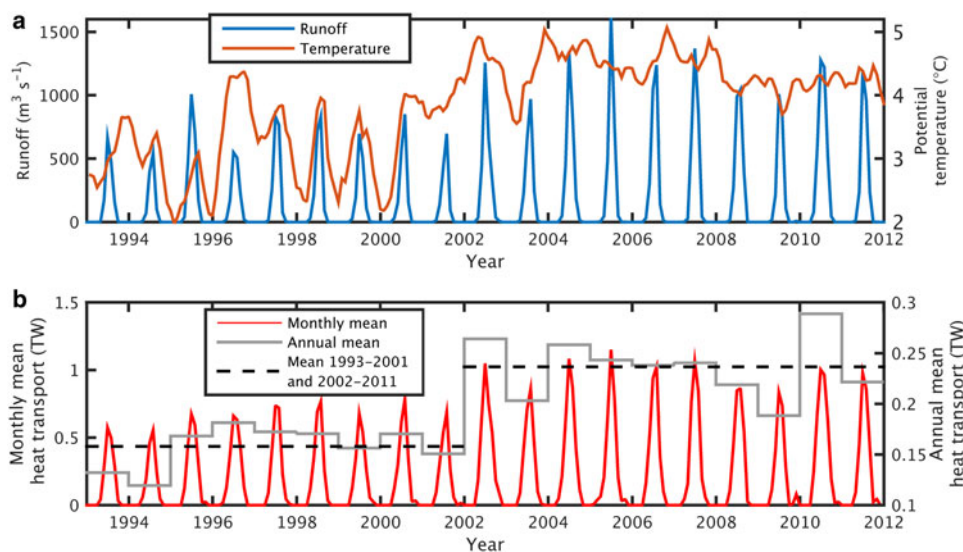 a
Runoff
Temperature
1500
1000
500
0
Runoff (m³ s⁻¹)
5
4
3
2
Potential
temperature (°C)
1994 1996 1998 2000 2002 2004 2006 2008 2010 2012
Year
b
Monthly mean
Annual mean
Mean 1993–2001
and 2002–2011
1.5
1
0.5
0
Monthly mean
heat transport (TW)
0.3
0.25
0.2
0.15
0.1
Annual mean
heat transport (TW)
1994 1996 1998 2000 2002 2004 2006 2008 2010 2012
Year